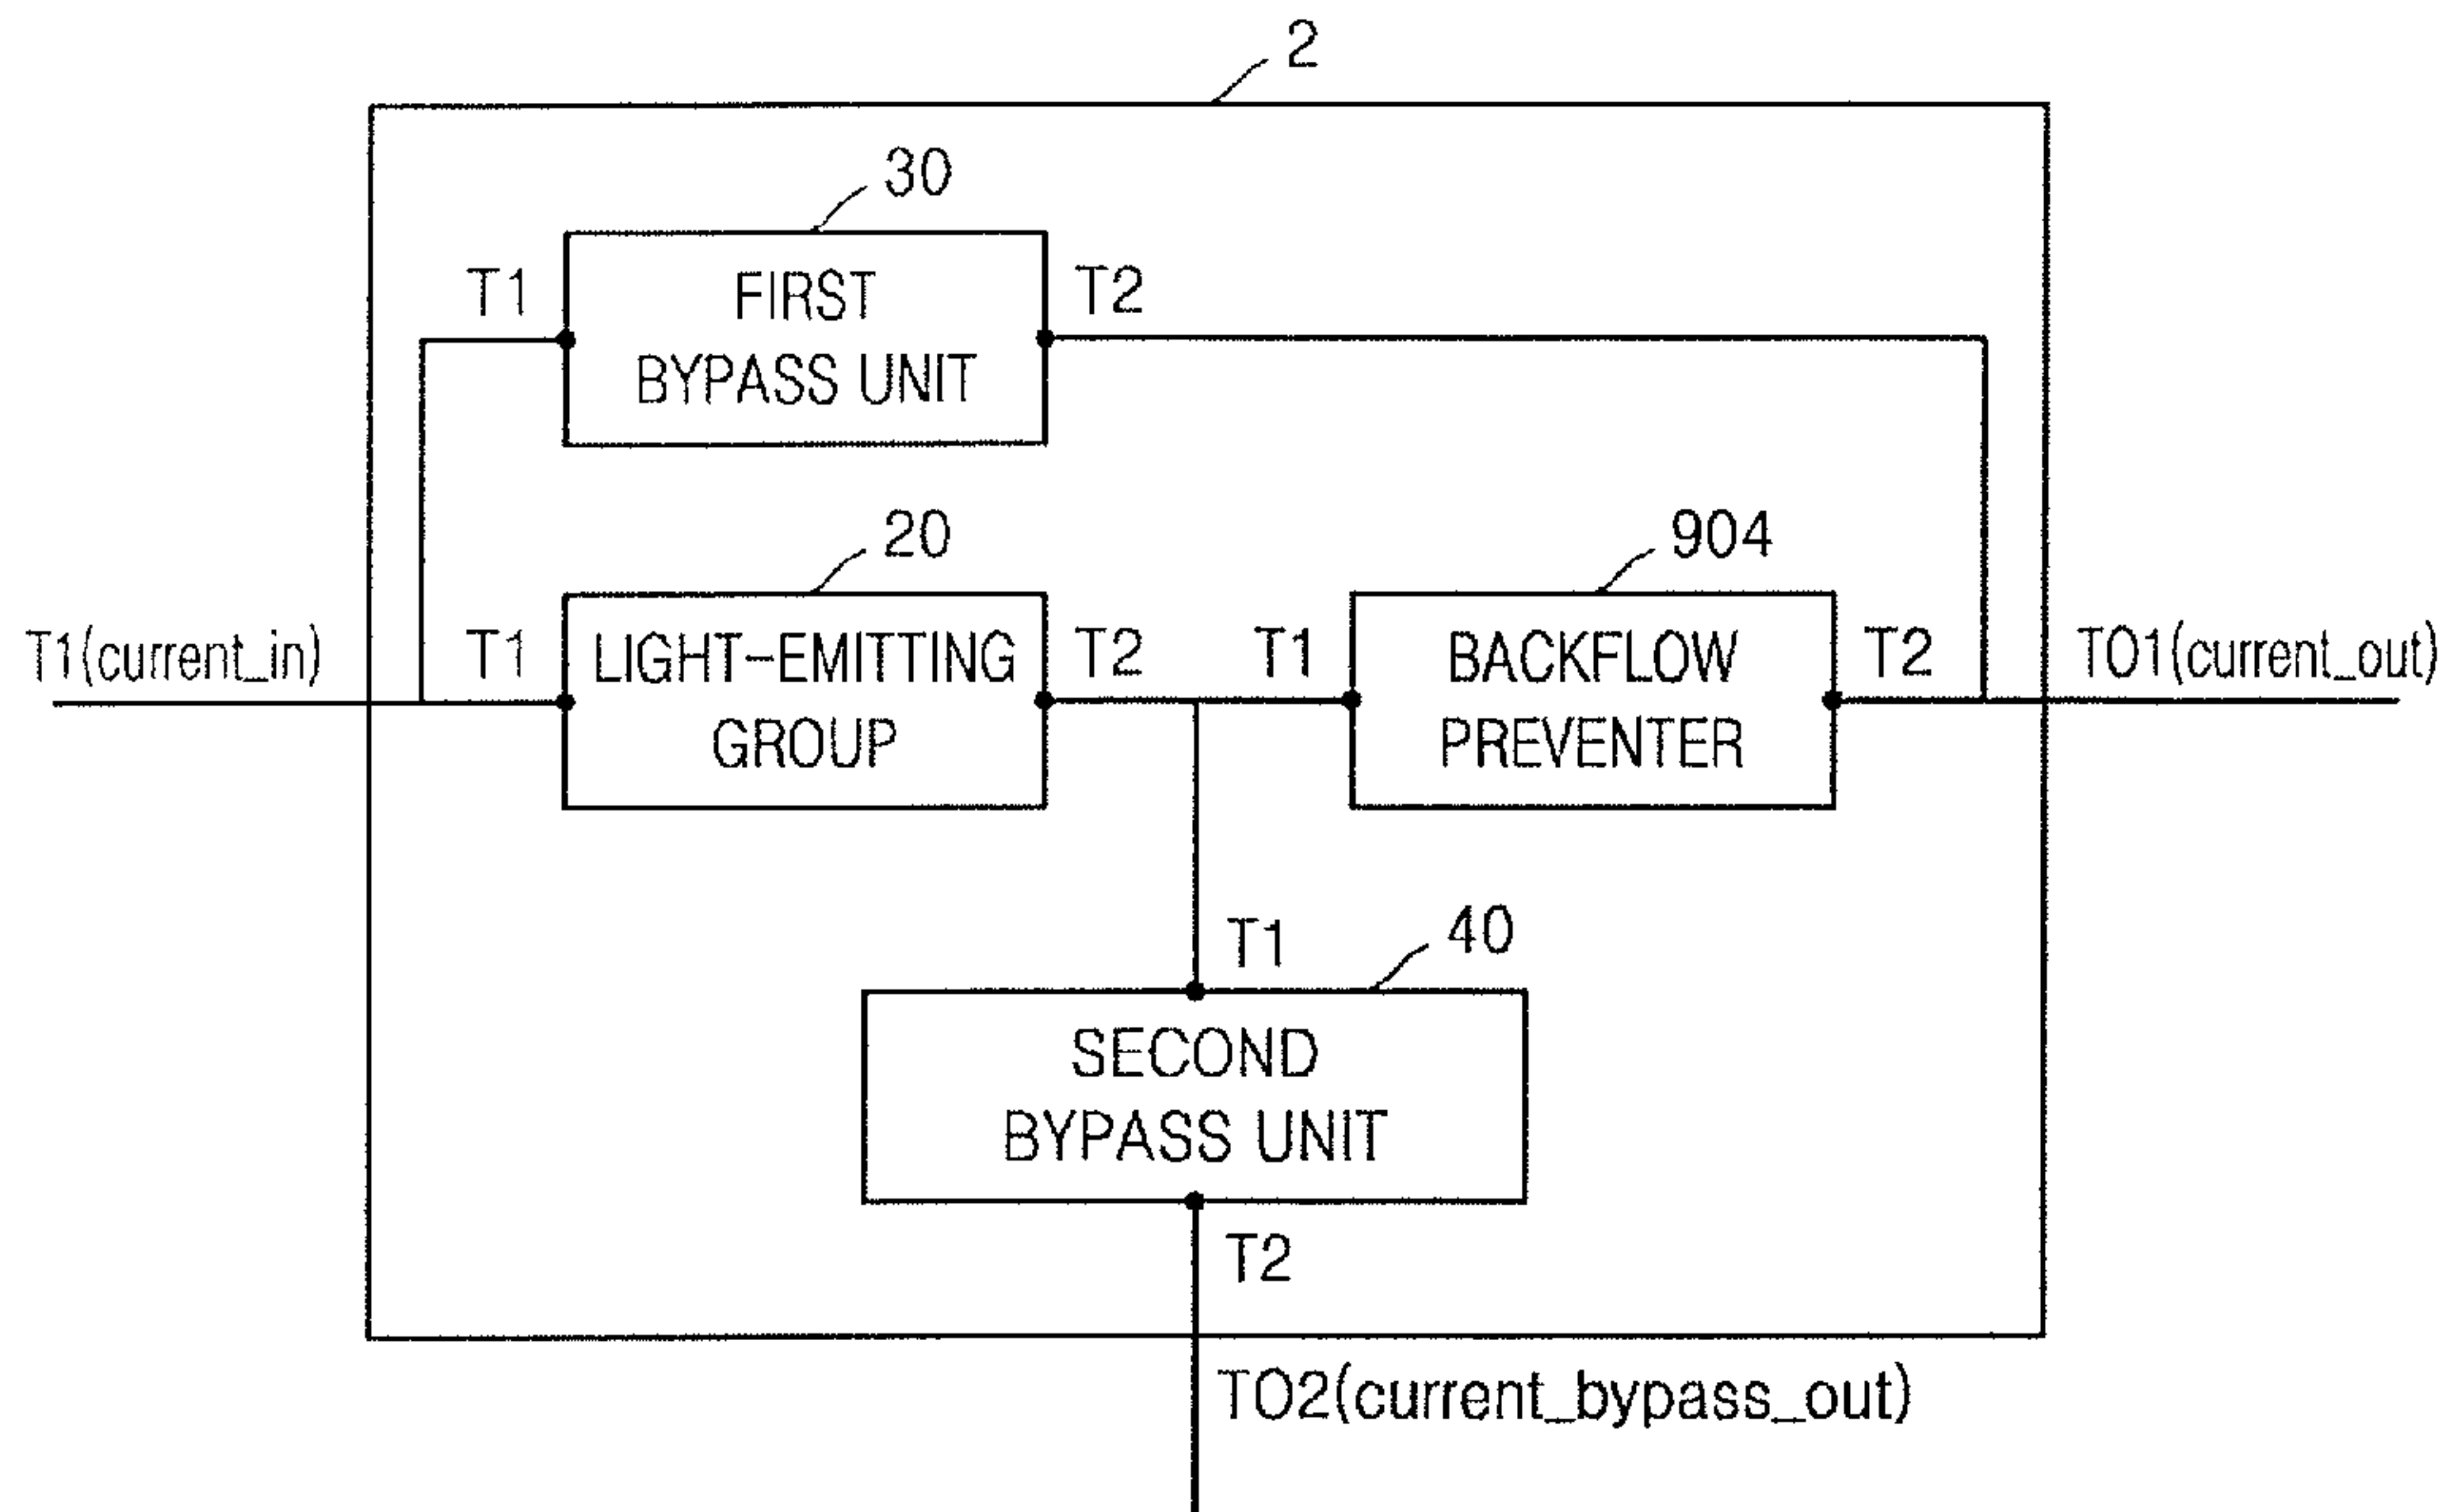 2
30
T1
FIRST
BYPASS UNIT
T2
20
904
T1(current_in)
T1
LIGHT-EMITTING
GROUP
T2
T1
BACKFLOW
PREVENTER
T2
TO1(current_out)
T1
40
SECOND
BYPASS UNIT
T2
TO2(current_bypass_out)